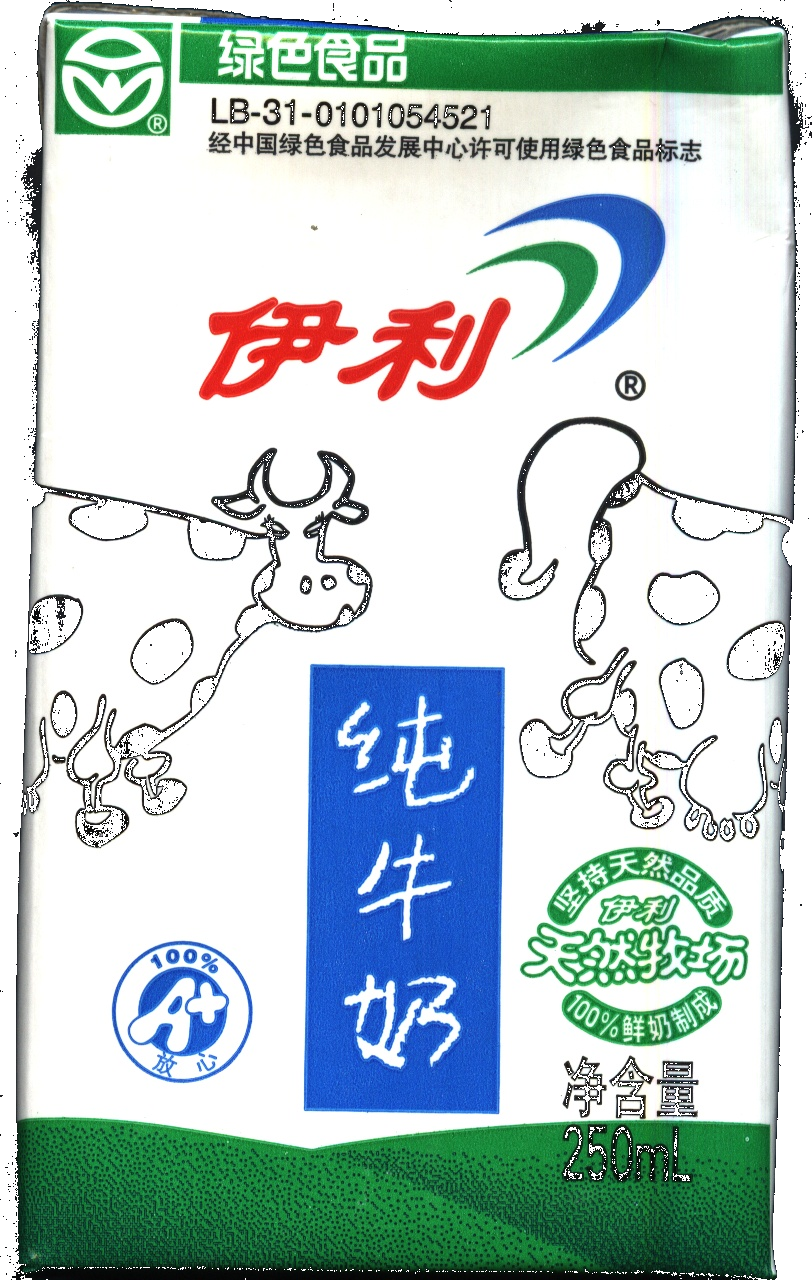 绿色食品
®
LB-31-0101054521
经中国绿色食品发展中心许可使用绿色食品标志
伊利
®
纯牛奶
坚持天然品质
伊利
天然牧场
100%鲜奶制成
100%
A+
放心
净含量
250mL